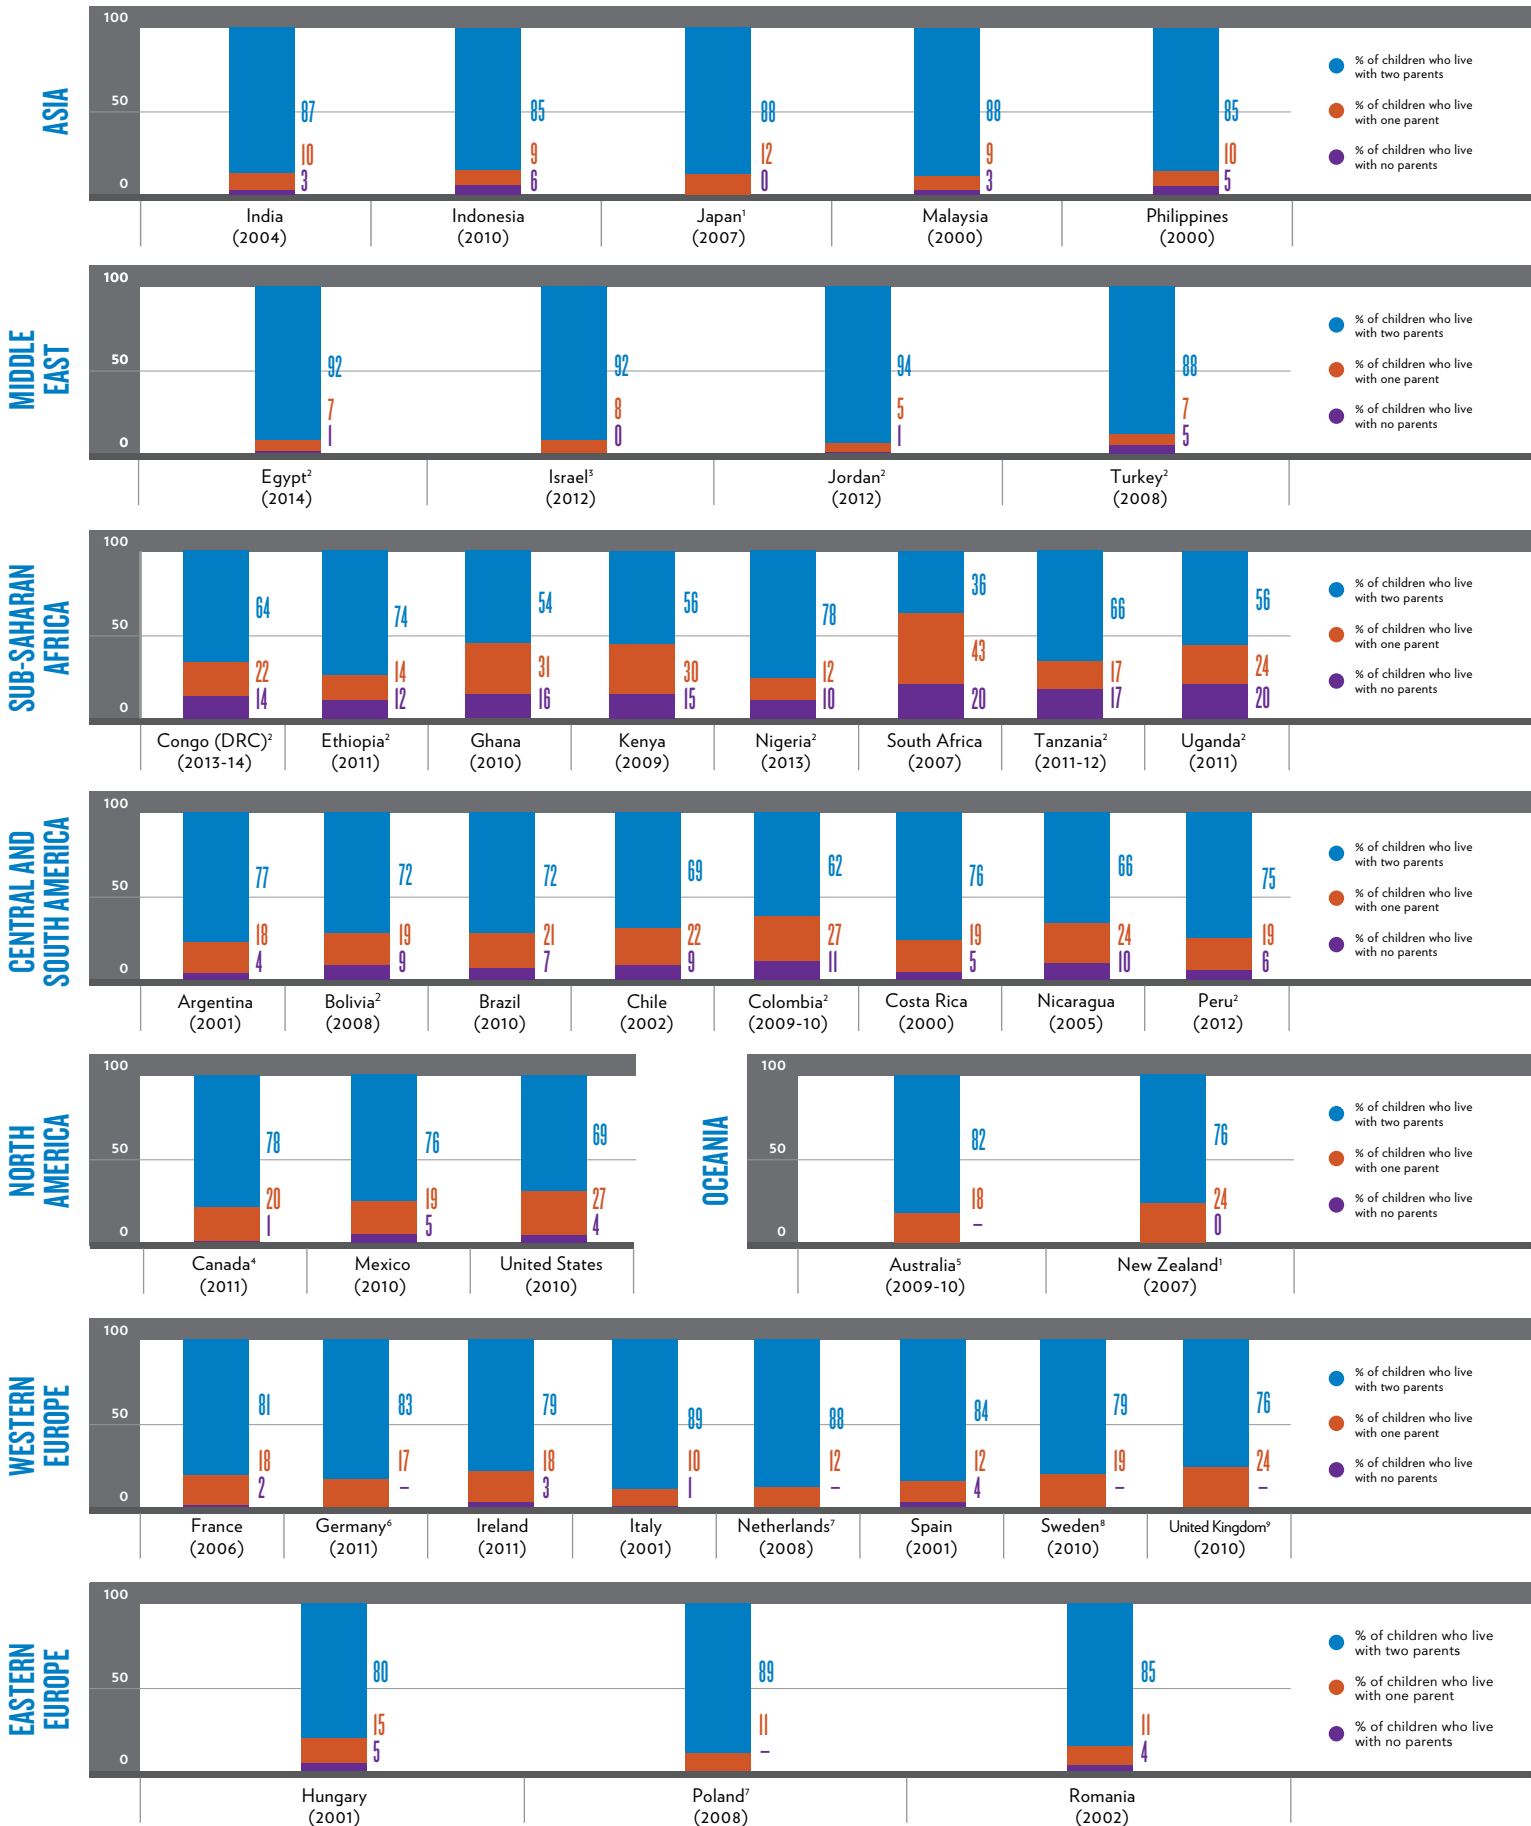 ASIA
100
50
0
87
10
3
85
9
6
88
12
0
88
9
3
85
10
5
% of children who live
with two parents
% of children who live
with one parent
% of children who live
with no parents
India
(2004)
Indonesia
(2010)
Japan¹
(2007)
Malaysia
(2000)
Philippines
(2000)
MIDDLE
EAST
100
50
0
92
7
1
92
8
0
94
5
1
88
7
5
% of children who live
with two parents
% of children who live
with one parent
% of children who live
with no parents
Egypt²
(2014)
Israel³
(2012)
Jordan²
(2012)
Turkey²
(2008)
SUB-SAHARAN
AFRICA
100
50
0
64
22
14
74
14
12
54
31
16
56
30
15
78
12
10
36
43
20
66
17
17
56
24
20
% of children who live
with two parents
% of children who live
with one parent
% of children who live
with no parents
Congo (DRC)²
(2013-14)
Ethiopia²
(2011)
Ghana
(2010)
Kenya
(2009)
Nigeria²
(2013)
South Africa
(2007)
Tanzania²
(2011-12)
Uganda²
(2011)
CENTRAL AND
SOUTH AMERICA
100
50
0
77
18
4
72
19
9
72
21
7
69
22
9
62
27
11
76
19
5
66
24
10
75
19
6
% of children who live
with two parents
% of children who live
with one parent
% of children who live
with no parents
Argentina
(2001)
Bolivia²
(2008)
Brazil
(2010)
Chile
(2002)
Colombia²
(2009-10)
Costa Rica
(2000)
Nicaragua
(2005)
Peru²
(2012)
NORTH
AMERICA
100
50
0
78
20
1
76
19
5
69
27
4
Canada⁴
(2011)
Mexico
(2010)
United States
(2010)
OCEANIA
100
50
0
82
18
–
76
24
0
% of children who live
with two parents
% of children who live
with one parent
% of children who live
with no parents
Australia⁵
(2009-10)
New Zealand¹
(2007)
WESTERN
EUROPE
100
50
0
81
18
2
83
17
–
79
18
3
89
10
1
88
12
–
84
12
4
79
19
–
76
24
–
% of children who live
with two parents
% of children who live
with one parent
% of children who live
with no parents
France
(2006)
Germany⁶
(2011)
Ireland
(2011)
Italy
(2001)
Netherlands⁷
(2008)
Spain
(2001)
Sweden⁸
(2010)
United Kingdom⁹
(2010)
EASTERN
EUROPE
100
50
0
80
15
5
89
11
–
85
11
4
% of children who live
with two parents
% of children who live
with one parent
% of children who live
with no parents
Hungary
(2001)
Poland⁷
(2008)
Romania
(2002)